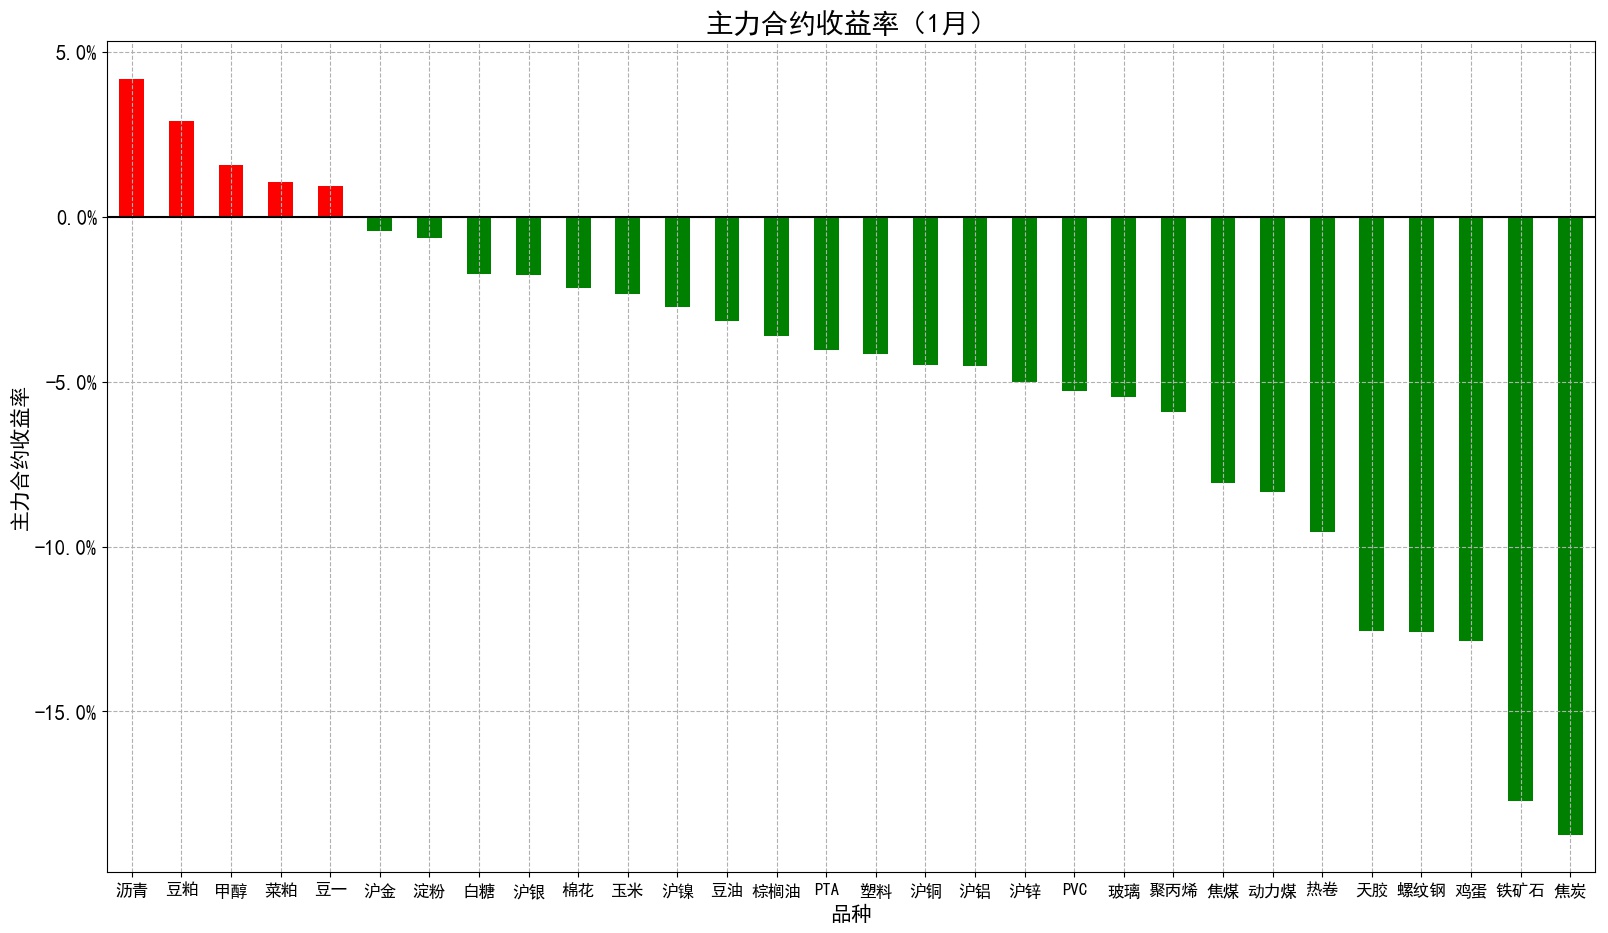 主力合约收益率（1月）
主力合约收益率
5.0%
0.0%
−5.0%
−10.0%
−15.0%
沥青 豆粕 甲醇 菜粕 豆一 沪金 淀粉 白糖 沪银 棉花 玉米 沪镍 豆油 棕榈油 PTA 塑料 沪铜 沪铝 沪锌 PVC 玻璃 聚丙烯 焦煤 动力煤 热卷 天胶 螺纹钢 鸡蛋 铁矿石 焦炭
品种